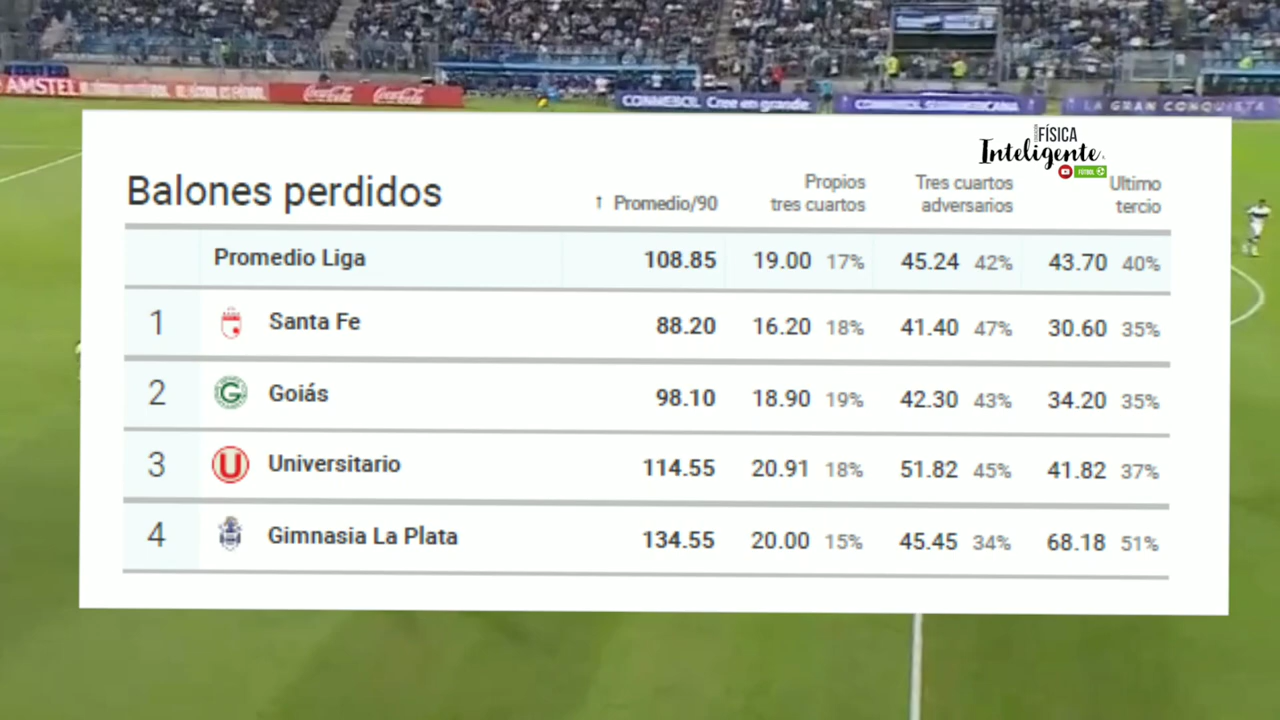 AMSTEL
Coca-Cola Coca-Cola
CONMEBOL Cree en grande
CONMEBOL SUDAMERICANA
LA GRAN CONQUISTA
FÍSICA
Inteligente
FÚTBOL
Balones perdidos
↑ Promedio/90
Propios
tres cuartos
Tres cuartos
adversarios
Ultimo
tercio
Promedio Liga 108.85 19.00 17% 45.24 42% 43.70 40%
1 Santa Fe 88.20 16.20 18% 41.40 47% 30.60 35%
2 G Goiás 98.10 18.90 19% 42.30 43% 34.20 35%
3 U Universitario 114.55 20.91 18% 51.82 45% 41.82 37%
4 Gimnasia La Plata 134.55 20.00 15% 45.45 34% 68.18 51%